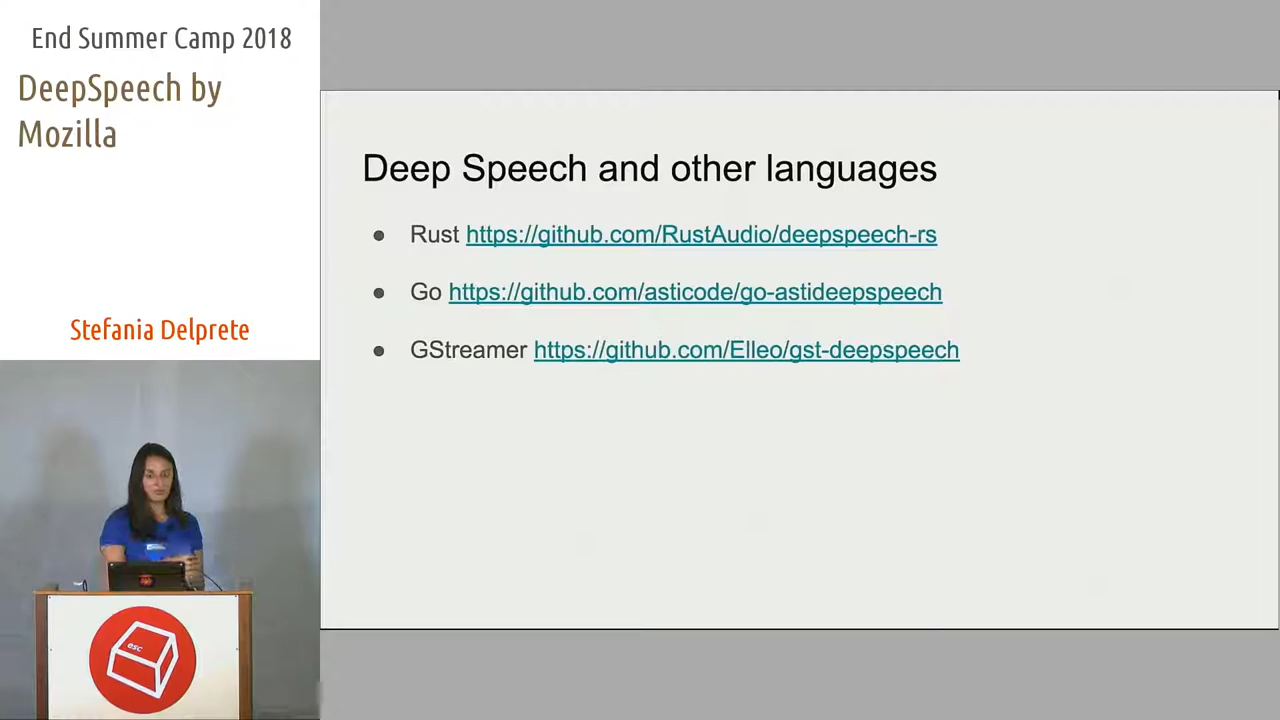 End Summer Camp 2018
DeepSpeech by
Mozilla
Stefania Delprete
Deep Speech and other languages
● Rust https://github.com/RustAudio/deepspeech-rs
● Go https://github.com/asticode/go-astideepspeech
● GStreamer https://github.com/Elleo/gst-deepspeech
esc